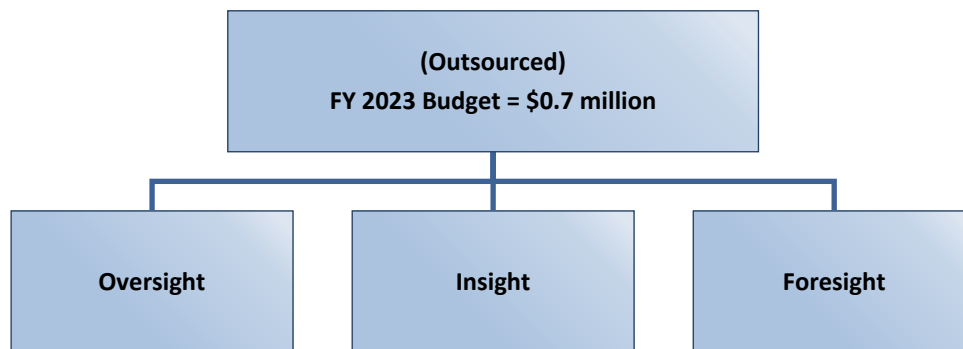 (Outsourced)
FY 2023 Budget = $0.7 million
Oversight
Insight
Foresight